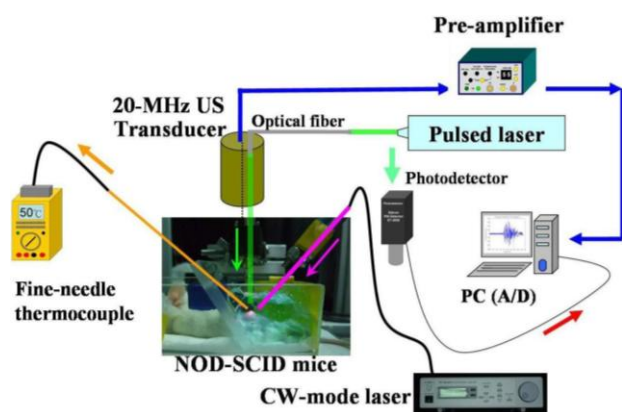 Pre-amplifier
20-MHz US
Transducer
Optical fiber
Pulsed laser
Photodetector
50℃
Fine-needle
thermocouple
PC (A/D)
NOD-SCID mice
CW-mode laser